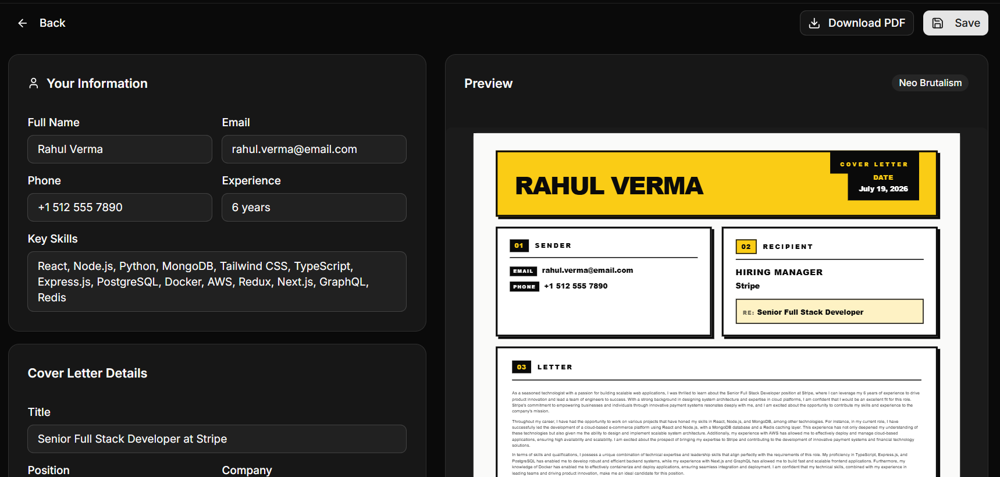 Back
Download PDF
Save
Your Information
Full Name
Email
Rahul Verma
rahul.verma@email.com
Phone
Experience
+1 512 555 7890
6 years
Key Skills
React, Node.js, Python, MongoDB, Tailwind CSS, TypeScript,
Express.js, PostgreSQL, Docker, AWS, Redux, Next.js, GraphQL,
Redis
Cover Letter Details
Title
Senior Full Stack Developer at Stripe
Position
Company
Preview
Neo Brutalism
COVER LETTER
DATE
July 19, 2026
RAHUL VERMA
01 SENDER
EMAIL rahul.verma@email.com
PHONE +1 512 555 7890
02 RECIPIENT
HIRING MANAGER
Stripe
RE: Senior Full Stack Developer
03 LETTER
As a seasoned technologist with a passion for building scalable web applications, I was thrilled to learn about the Senior Full Stack Developer position at Stripe, where I can leverage my 6 years of experience to drive
product innovation and lead a team of engineers to success. With a strong background in designing system architecture and expertise in cloud platforms, I am confident that I would be an excellent fit for this role.
Stripe's commitment to empowering businesses and individuals through innovative payment systems resonates deeply with me, and I am excited about the opportunity to contribute my skills and experience to the
company's mission.
Throughout my career, I have had the opportunity to work on various projects that have honed my skills in React, Node.js, and MongoDB, among other technologies. For instance, in my current role, I have
successfully led the development of a cloud-based e-commerce platform using React and Node.js, with a MongoDB database and a Redis caching layer. This experience has not only deepened my understanding of
these technologies but also given me the ability to design and implement scalable system architecture. Additionally, my experience with AWS has allowed me to effectively deploy and manage cloud-based
applications, ensuring high availability and scalability. I am excited about the prospect of bringing my expertise to Stripe and contributing to the development of innovative payment systems and financial technology
solutions.
In terms of skills and qualifications, I possess a unique combination of technical expertise and leadership skills that align perfectly with the requirements of this role. My proficiency in TypeScript, Express.js, and
PostgreSQL has enabled me to develop robust and efficient backend systems, while my experience with Next.js and GraphQL has allowed me to build fast and scalable frontend applications. Furthermore, my
knowledge of Docker has enabled me to effectively containerize and deploy applications, ensuring seamless integration and deployment. I am confident that my technical skills, combined with my experience in
leading teams and driving product innovation, make me an ideal candidate for this position.